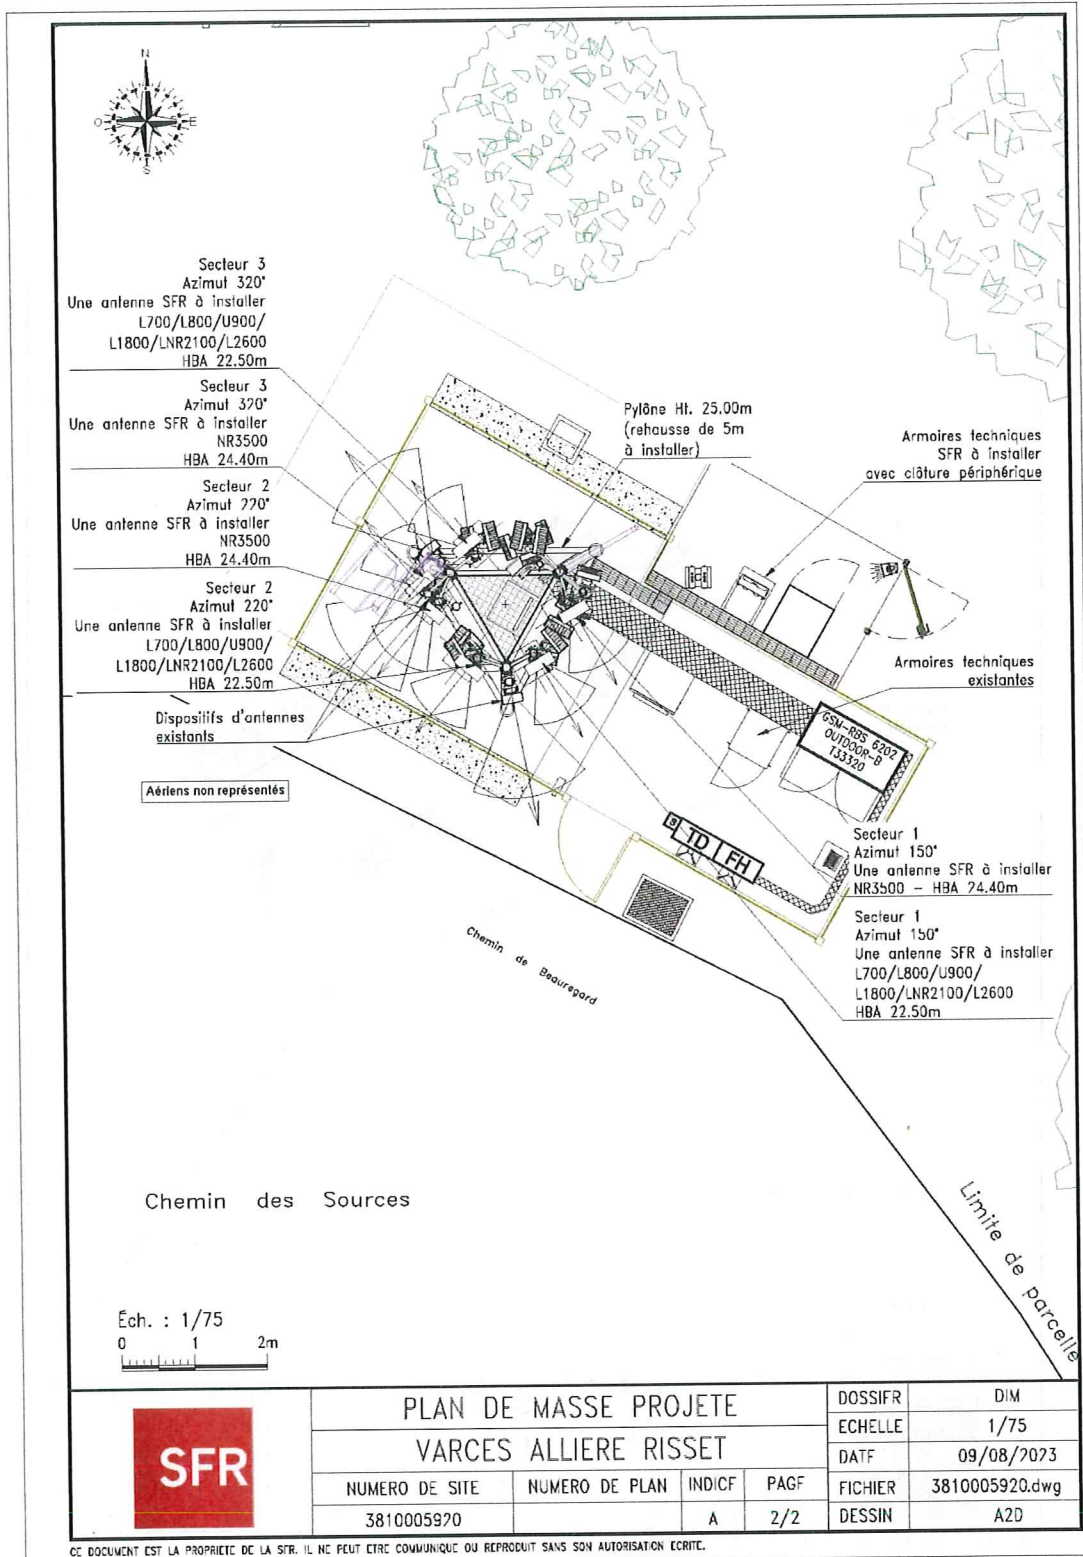 N
O
E
S
Secteur 3
Azimut 320°
Une antenne SFR à installer
L700/L800/U900/
L1800/LNR2100/L2600
HBA 22.50m
Secteur 3
Azimut 320°
Une antenne SFR à installer
NR3500
HBA 24.40m
Secteur 2
Azimut 220°
Une antenne SFR à installer
NR3500
HBA 24.40m
Secteur 2
Azimut 220°
Une antenne SFR à installer
L700/L800/U900/
L1800/LNR2100/L2600
HBA 22.50m
Dispositifs d'antennes
existants
Aériens non représentés
Pylône Ht. 25.00m
(rehausse de 5m
à installer)
Armoires techniques
SFR à installer
avec clôture périphérique
Armoires techniques
existantes
GSM-RBS 6202
OUTDOOR-B
T33320
TD
FH
Secteur 1
Azimut 150°
Une antenne SFR à installer
NR3500 - HBA 24.40m
Secteur 1
Azimut 150°
Une antenne SFR à installer
L700/L800/U900/
L1800/LNR2100/L2600
HBA 22.50m
Chemin de Beauregard
Chemin des Sources
Limite de parcelle
Éch. : 1/75
0 1 2m
SFR
PLAN DE MASSE PROJETE
VARCES ALLIERE RISSET
NUMERO DE SITE NUMERO DE PLAN INDICE PAGE
3810005920 A 2/2
DOSSIER DIM
ECHELLE 1/75
DATE 09/08/2023
FICHIER 3810005920.dwg
DESSIN A2D
CE DOCUMENT EST LA PROPRIETE DE LA SFR. IL NE PEUT ETRE COMMUNIQUE OU REPRODUIT SANS SON AUTORISATION ECRITE.